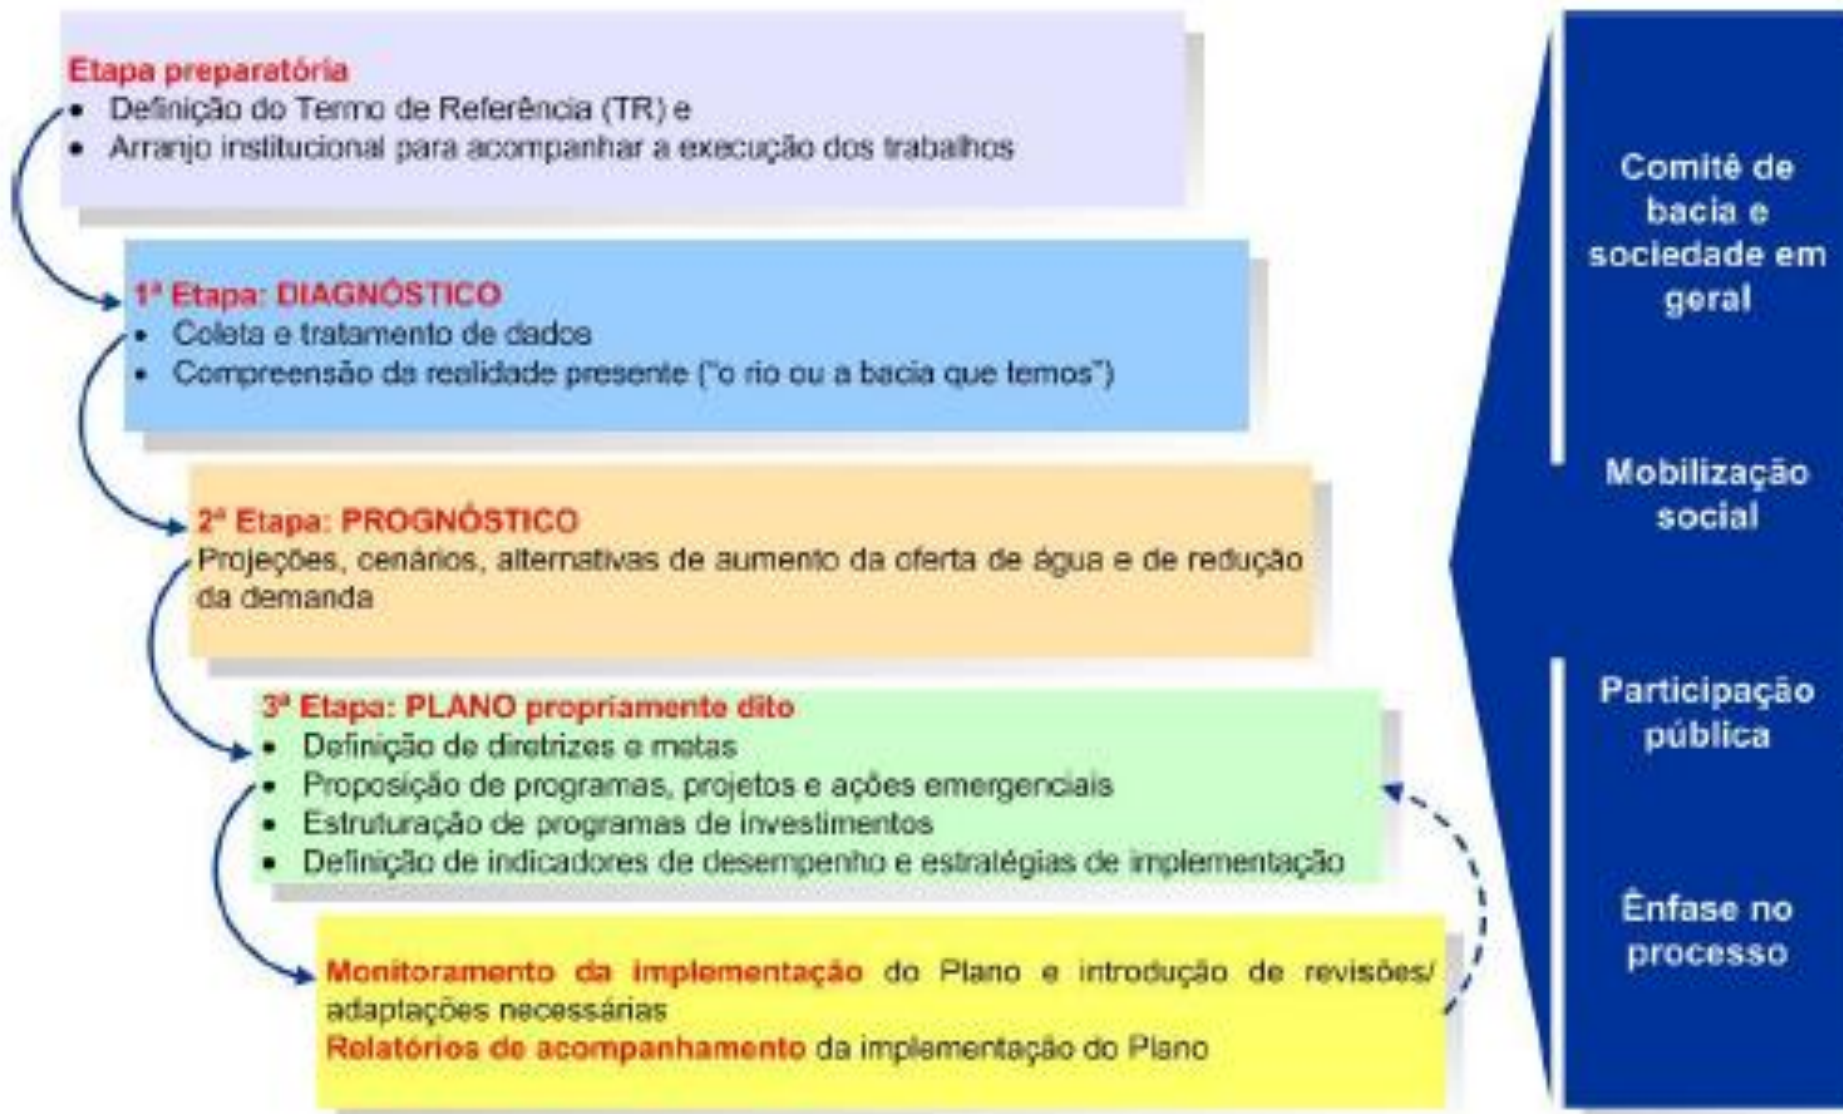 Etapa preparatória
• Definição do Termo de Referência (TR) e
• Arranjo institucional para acompanhar a execução dos trabalhos
1ª Etapa: DIAGNÓSTICO
• Coleta e tratamento de dados
• Compreensão da realidade presente ("o rio ou a bacia que temos")
2ª Etapa: PROGNÓSTICO
Projeções, cenários, alternativas de aumento da oferta de água e de redução
da demanda
3ª Etapa: PLANO propriamente dito
• Definição de diretrizes e metas
• Proposição de programas, projetos e ações emergenciais
• Estruturação de programas de investimentos
• Definição de indicadores de desempenho e estratégias de implementação
Monitoramento da implementação do Plano e introdução de revisões/
adaptações necessárias
Relatórios de acompanhamento da implementação do Plano
Comitê de
bacia e
sociedade em
geral
Mobilização
social
Participação
pública
Ênfase no
processo